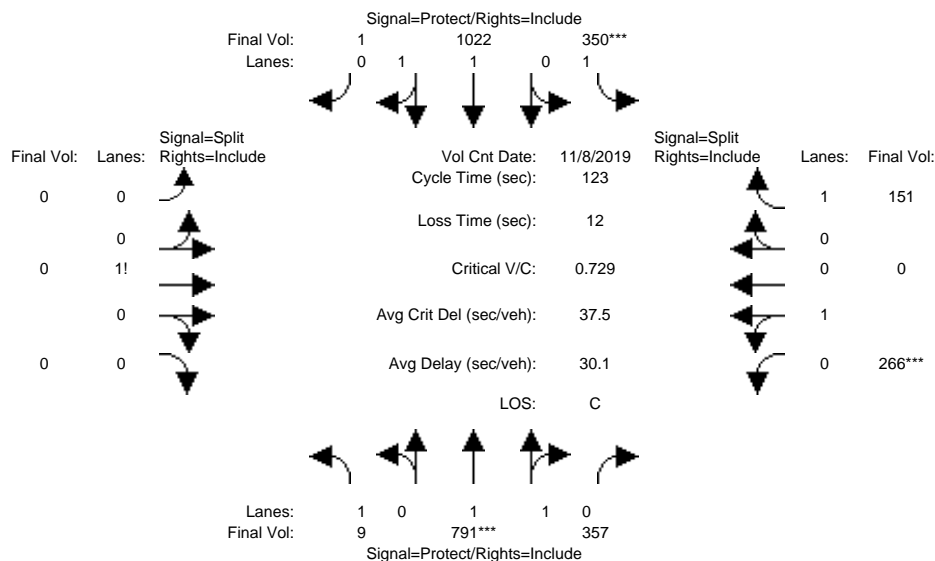 Signal=Protect/Rights=Include
Final Vol: 1 1022 350***
Lanes: 0 1 1 0 1
Signal=Split
Final Vol: Lanes: Rights=Include
Vol Cnt Date: 11/8/2019
Signal=Split
Rights=Include Lanes: Final Vol:
Cycle Time (sec): 123
0 0
1 151
Loss Time (sec): 12
0
0
0 1!
Critical V/C: 0.729
0 0
0
Avg Crit Del (sec/veh): 37.5
1
0 0
Avg Delay (sec/veh): 30.1
0 266***
LOS: C
Lanes: 1 0 1 1 0
Final Vol: 9 791*** 357
Signal=Protect/Rights=Include